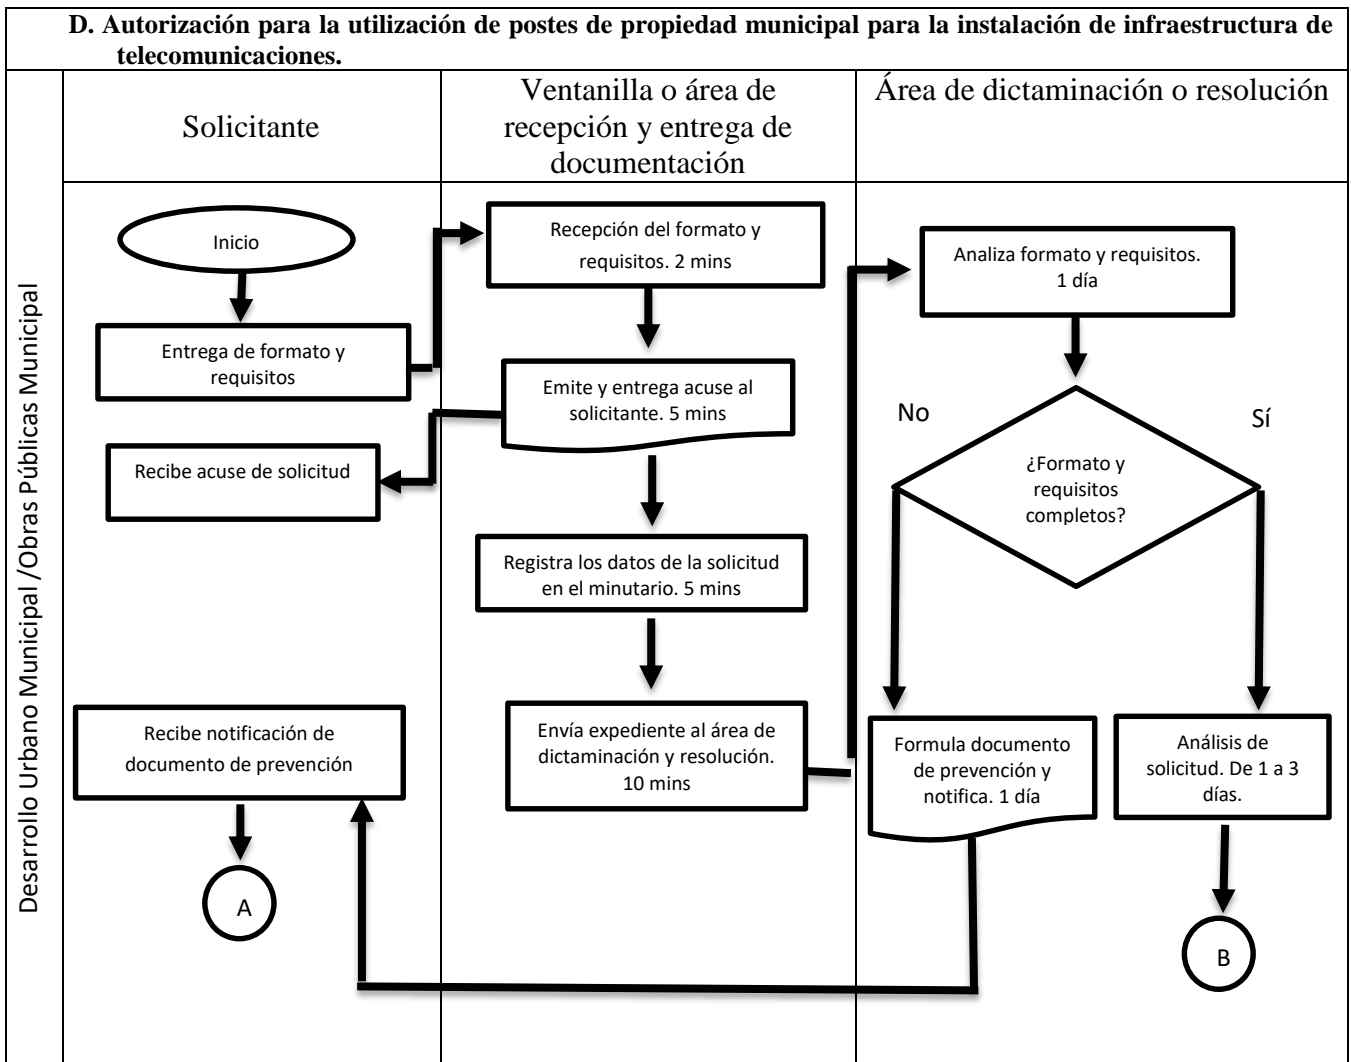 D. Autorización para la utilización de postes de propiedad municipal para la instalación de infraestructura de
telecomunicaciones.
Desarrollo Urbano Municipal /Obras Públicas Municipal
Solicitante
Ventanilla o área de
recepción y entrega de
documentación
Área de dictaminación o resolución
Inicio
Entrega de formato y
requisitos
Recibe acuse de solicitud
Recibe notificación de
documento de prevención
A
Recepción del formato y
requisitos. 2 mins
Emite y entrega acuse al
solicitante. 5 mins
Registra los datos de la solicitud
en el minutario. 5 mins
Envía expediente al área de
dictaminación y resolución.
10 mins
Analiza formato y requisitos.
1 día
No
Sí
¿Formato y
requisitos
completos?
Formula documento
de prevención y
notifica. 1 día
Análisis de
solicitud. De 1 a 3
días.
B